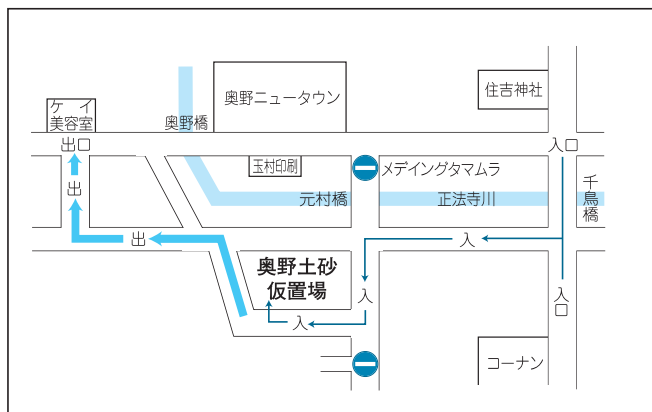 ケイ
美容室
奥野橋
奥野ニュータウン
住吉神社
出口
入口
玉村印刷
メデイングタマムラ
出
元村橋
正法寺川
千鳥橋
出
入
奥野土砂
仮置場
入
入口
入
コーナン